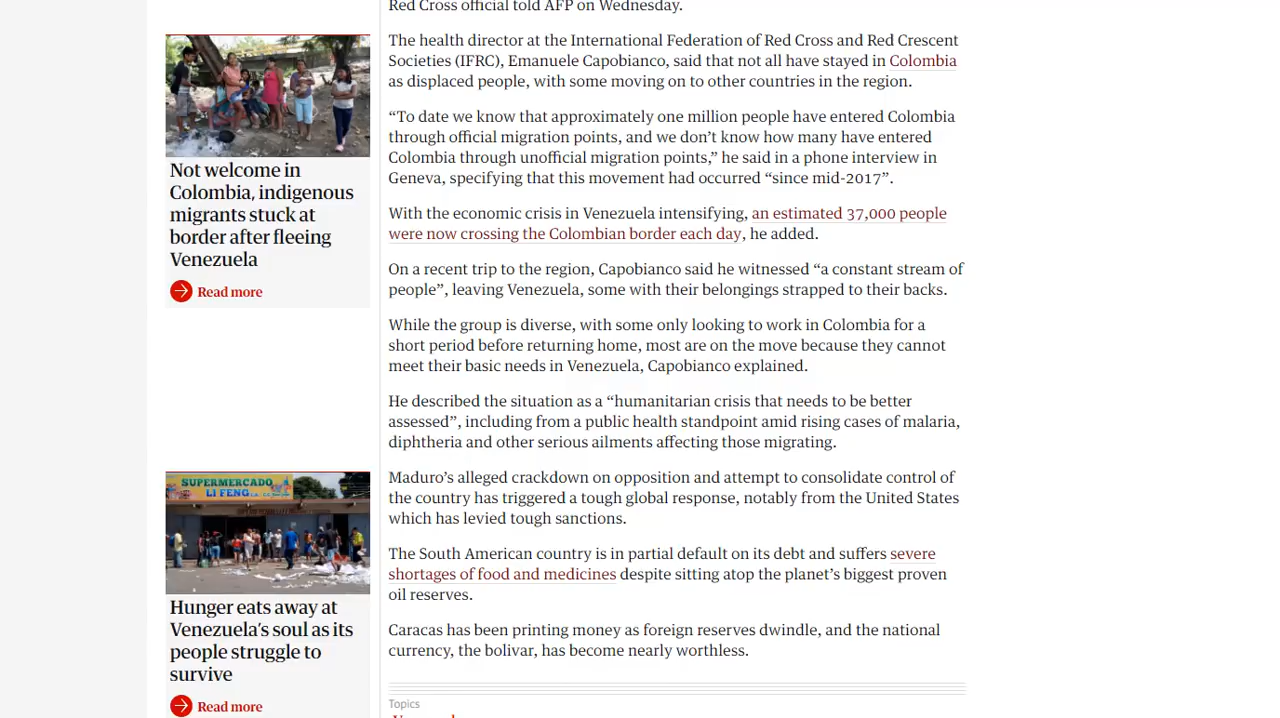 Red Cross official told AFP on Wednesday.
The health director at the International Federation of Red Cross and Red Crescent
Societies (IFRC), Emanuele Capobianco, said that not all have stayed in Colombia
as displaced people, with some moving on to other countries in the region.
“To date we know that approximately one million people have entered Colombia
through official migration points, and we don’t know how many have entered
Colombia through unofficial migration points,” he said in a phone interview in
Geneva, specifying that this movement had occurred “since mid-2017”.
With the economic crisis in Venezuela intensifying, an estimated 37,000 people
were now crossing the Colombian border each day, he added.
On a recent trip to the region, Capobianco said he witnessed “a constant stream of
people”, leaving Venezuela, some with their belongings strapped to their backs.
While the group is diverse, with some only looking to work in Colombia for a
short period before returning home, most are on the move because they cannot
meet their basic needs in Venezuela, Capobianco explained.
He described the situation as a “humanitarian crisis that needs to be better
assessed”, including from a public health standpoint amid rising cases of malaria,
diphtheria and other serious ailments affecting those migrating.
Maduro’s alleged crackdown on opposition and attempt to consolidate control of
the country has triggered a tough global response, notably from the United States
which has levied tough sanctions.
The South American country is in partial default on its debt and suffers severe
shortages of food and medicines despite sitting atop the planet’s biggest proven
oil reserves.
Caracas has been printing money as foreign reserves dwindle, and the national
currency, the bolivar, has become nearly worthless.
Topics
Not welcome in
Colombia, indigenous
migrants stuck at
border after fleeing
Venezuela
Read more
SUPERMERCADO
LI FENG
Hunger eats away at
Venezuela’s soul as its
people struggle to
survive
Read more